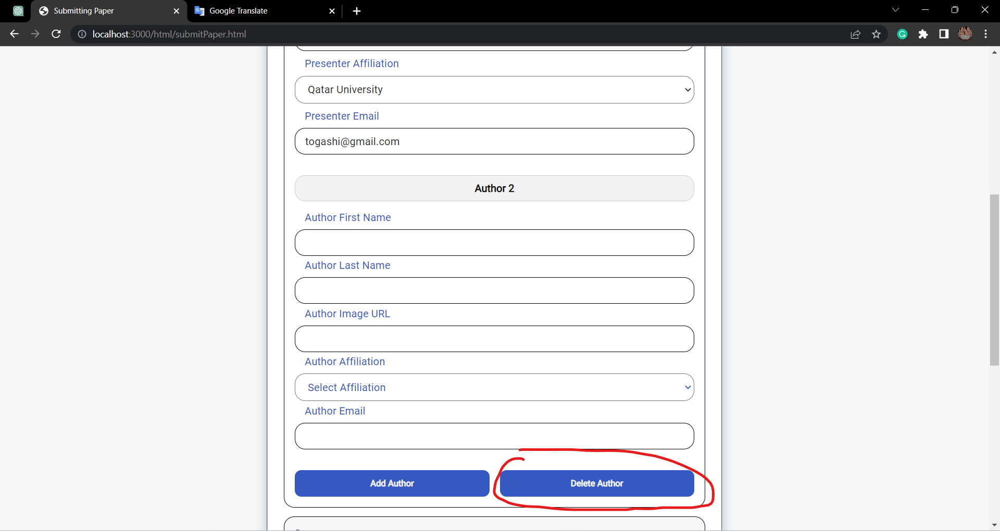 Submitting Paper
Google Translate
localhost:3000/html/submitPaper.html
Presenter Affiliation
Qatar University
Presenter Email
togashi@gmail.com
Author 2
Author First Name
Author Last Name
Author Image URL
Author Affiliation
Select Affiliation
Author Email
Add Author
Delete Author